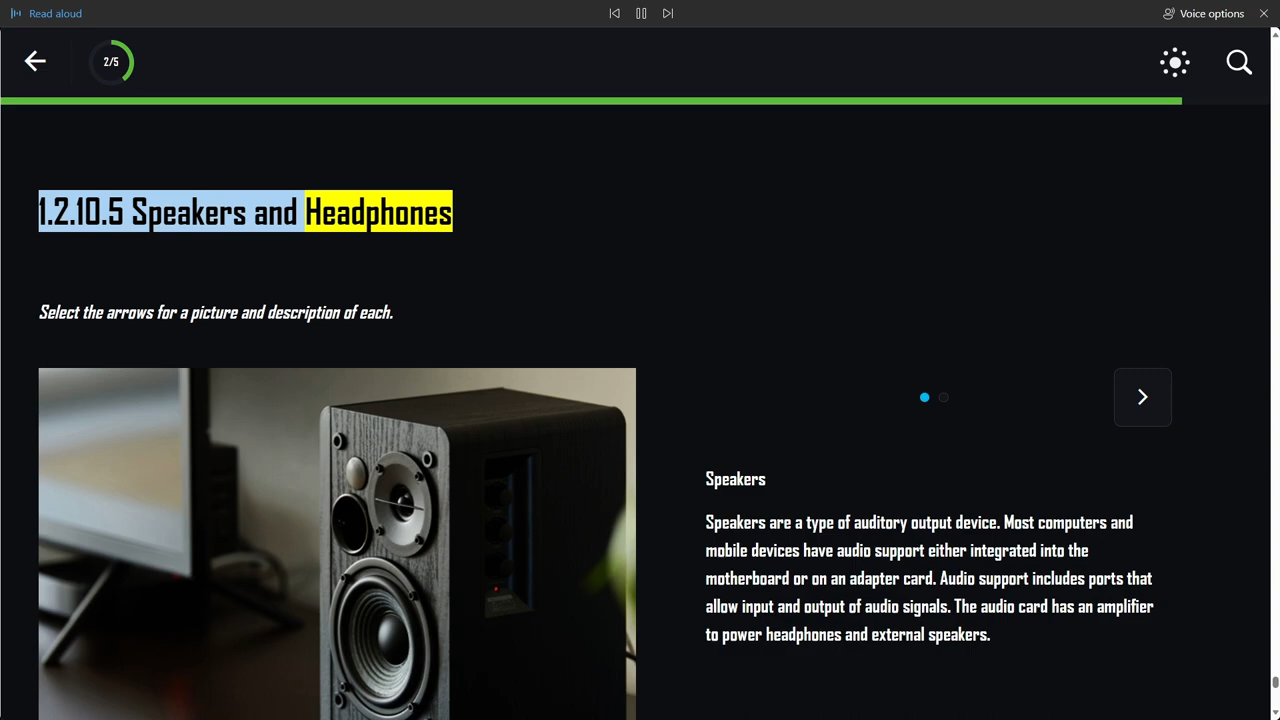 Read aloud
Voice options
2/5
1.2.10.5 Speakers and Headphones
Select the arrows for a picture and description of each.
Speakers
Speakers are a type of auditory output device. Most computers and
mobile devices have audio support either integrated into the
motherboard or on an adapter card. Audio support includes ports that
allow input and output of audio signals. The audio card has an amplifier
to power headphones and external speakers.